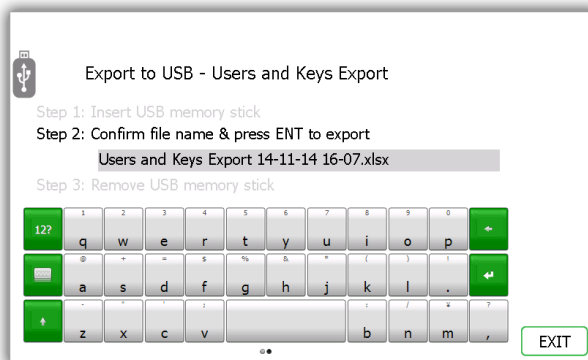 Export to USB - Users and Keys Export
Step 1: Insert USB memory stick
Step 2: Confirm file name & press ENT to export
Users and Keys Export 14-11-14 16-07.xlsx
Step 3: Remove USB memory stick
1 2 3 4 5 6 7 8 9 0
12? q w e r t y u i o p
@ + = $ % & * ( ) !
a s d f g h j k l .
- " ' ; : / ¥ ?
z x c v b n m ,
EXIT